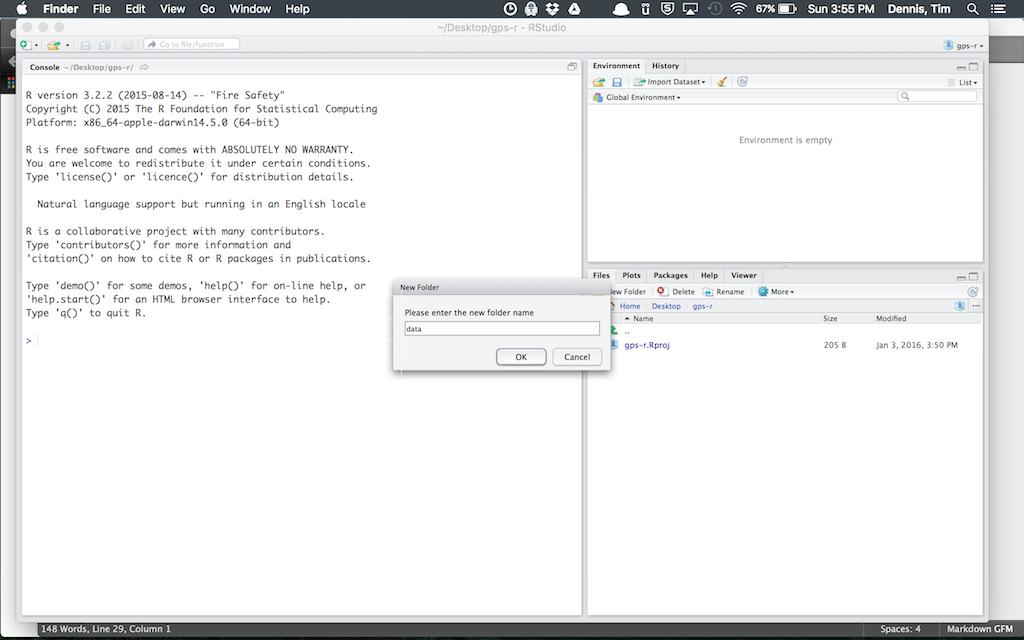 Finder File Edit View Go Window Help 67% Sun 3:55 PM Dennis, Tim
~/Desktop/gps-r - RStudio
Go to file/function gps-r
Console ~/Desktop/gps-r/
R version 3.2.2 (2015-08-14) -- "Fire Safety"
Copyright (C) 2015 The R Foundation for Statistical Computing
Platform: x86_64-apple-darwin14.5.0 (64-bit)
R is free software and comes with ABSOLUTELY NO WARRANTY.
You are welcome to redistribute it under certain conditions.
Type 'license()' or 'licence()' for distribution details.
Natural language support but running in an English locale
R is a collaborative project with many contributors.
Type 'contributors()' for more information and
'citation()' on how to cite R or R packages in publications.
Type 'demo()' for some demos, 'help()' for on-line help, or
'help.start()' for an HTML browser interface to help.
Type 'q()' to quit R.
>
Environment History
Import Dataset List
Global Environment
Environment is empty
New Folder
Please enter the new folder name
data
OK Cancel
Files Plots Packages Help Viewer
ew Folder Delete Rename More
Home Desktop gps-r ...
Name Size Modified
..
gps-r.Rproj 205 B Jan 3, 2016, 3:50 PM
148 Words, Line 29, Column 1 Spaces: 4 Markdown GFM